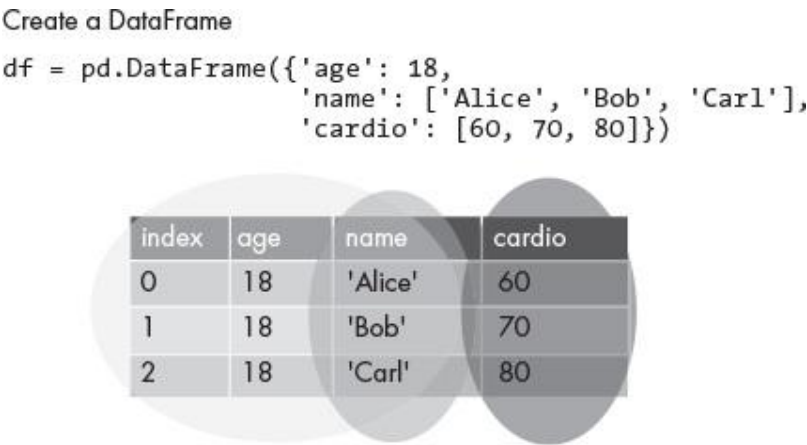 Create a DataFrame
df = pd.DataFrame({'age': 18,
'name': ['Alice', 'Bob', 'Carl'],
'cardio': [60, 70, 80]})
index age name cardio
0 18 'Alice' 60
1 18 'Bob' 70
2 18 'Carl' 80